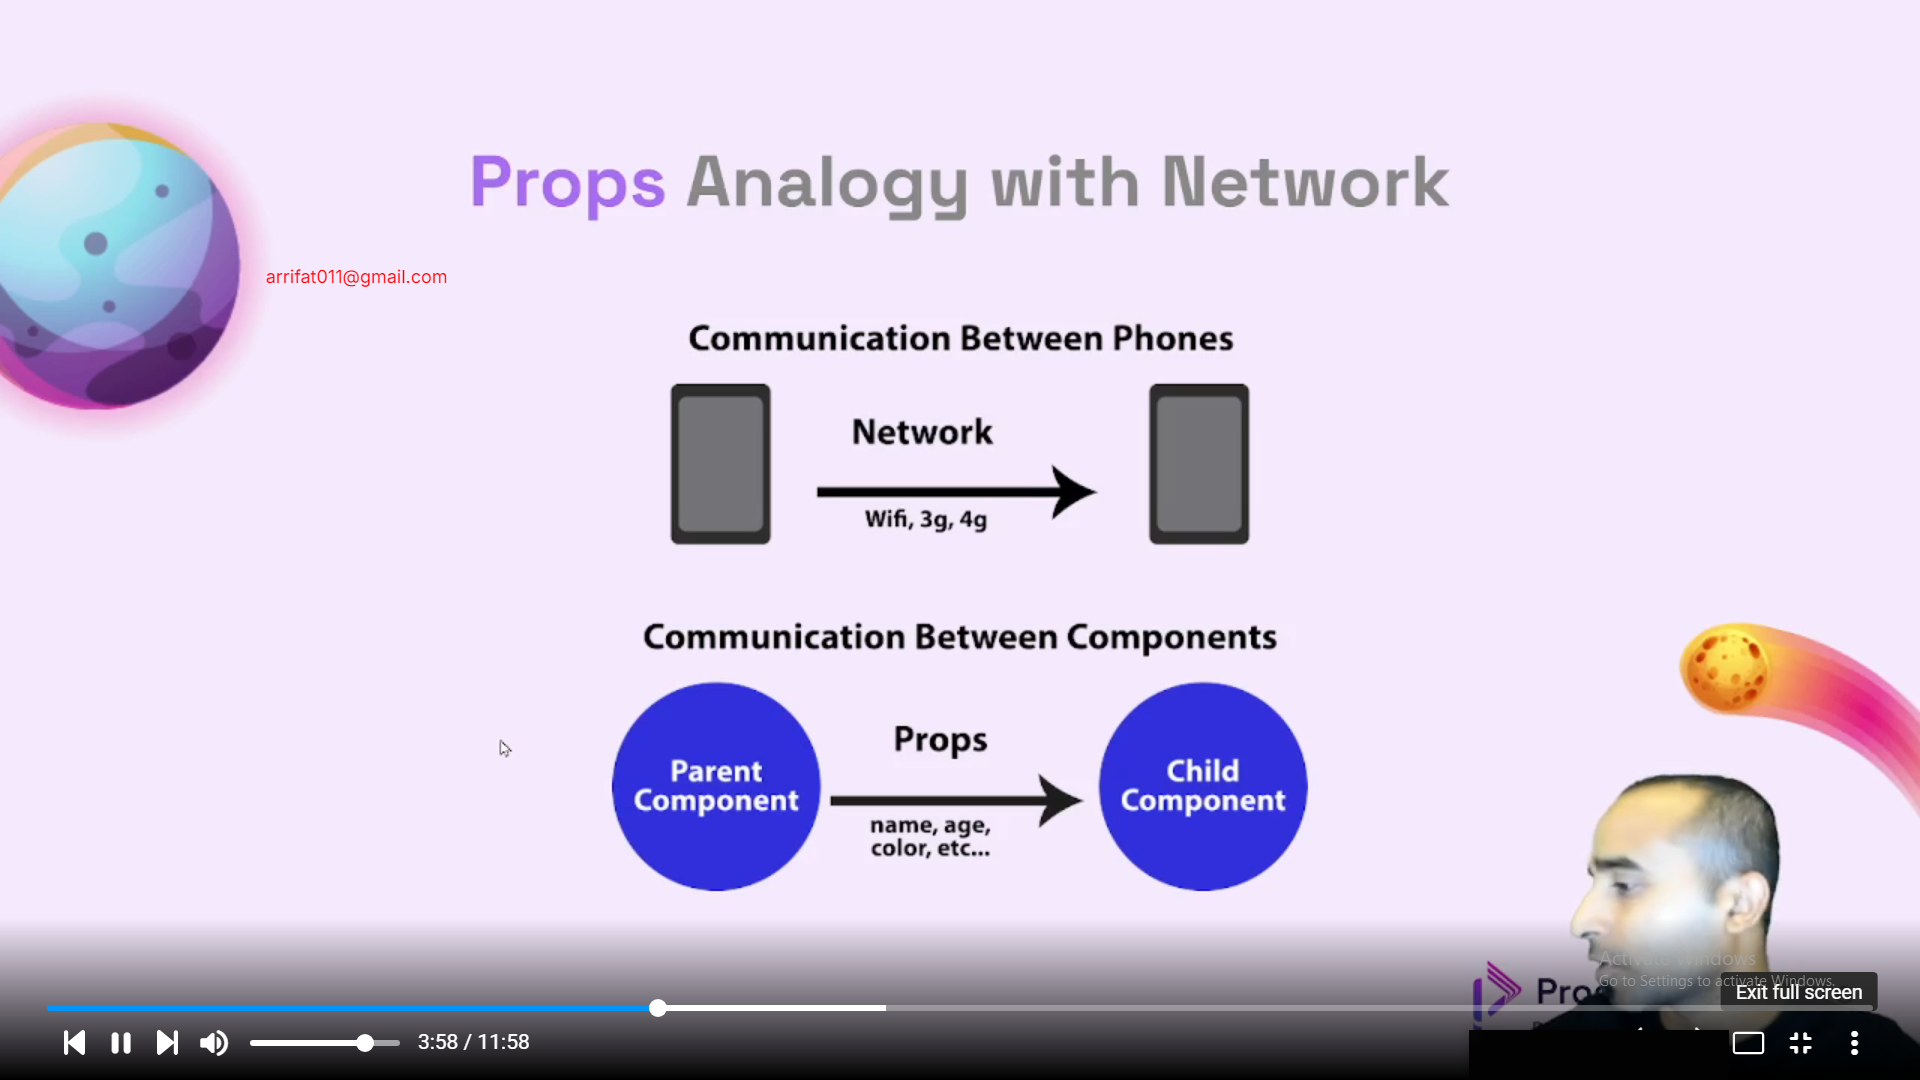 Props Analogy with Network
arrifat011@gmail.com
Communication Between Phones
Network
Wifi, 3g, 4g
Communication Between Components
Parent
Component
Props
name, age,
color, etc...
Child
Component
Activate Windows
Go to Settings to activate Windows.
Exit full screen
3:58 / 11:58